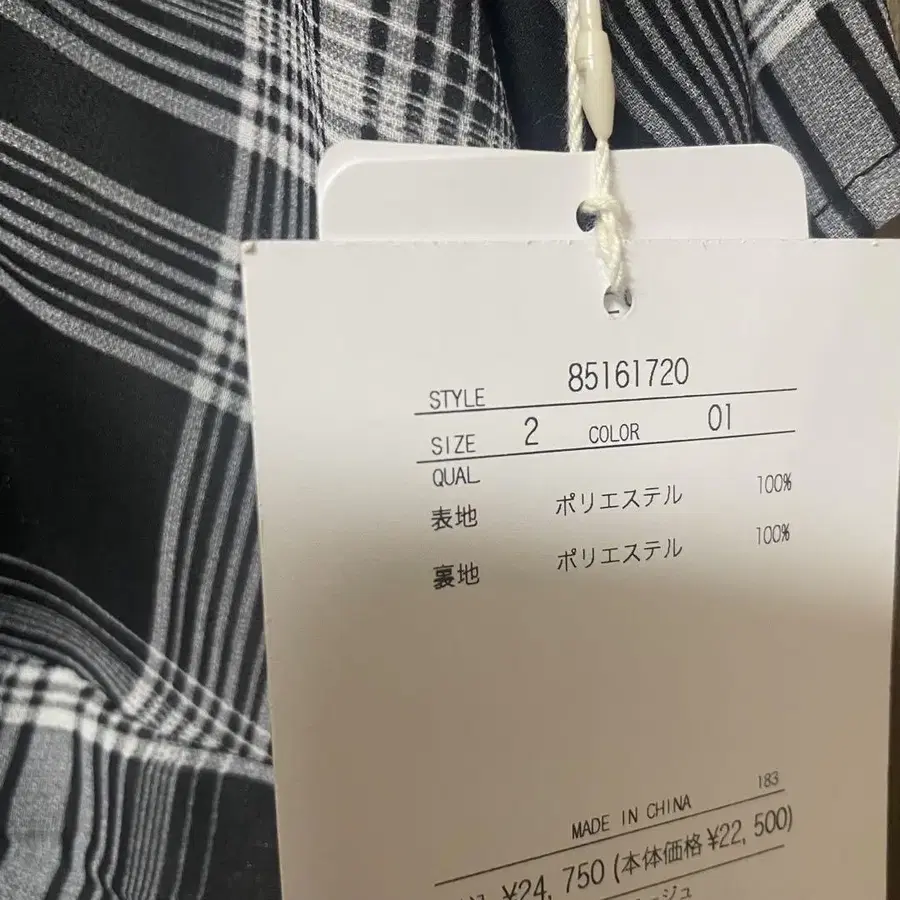 STYLE 85161720
SIZE 2 COLOR 01
QUAL
表地 ポリエステル 100%
裏地 ポリエステル 100%
183
MADE IN CHINA
¥24,750 (本体価格 ¥22,500)